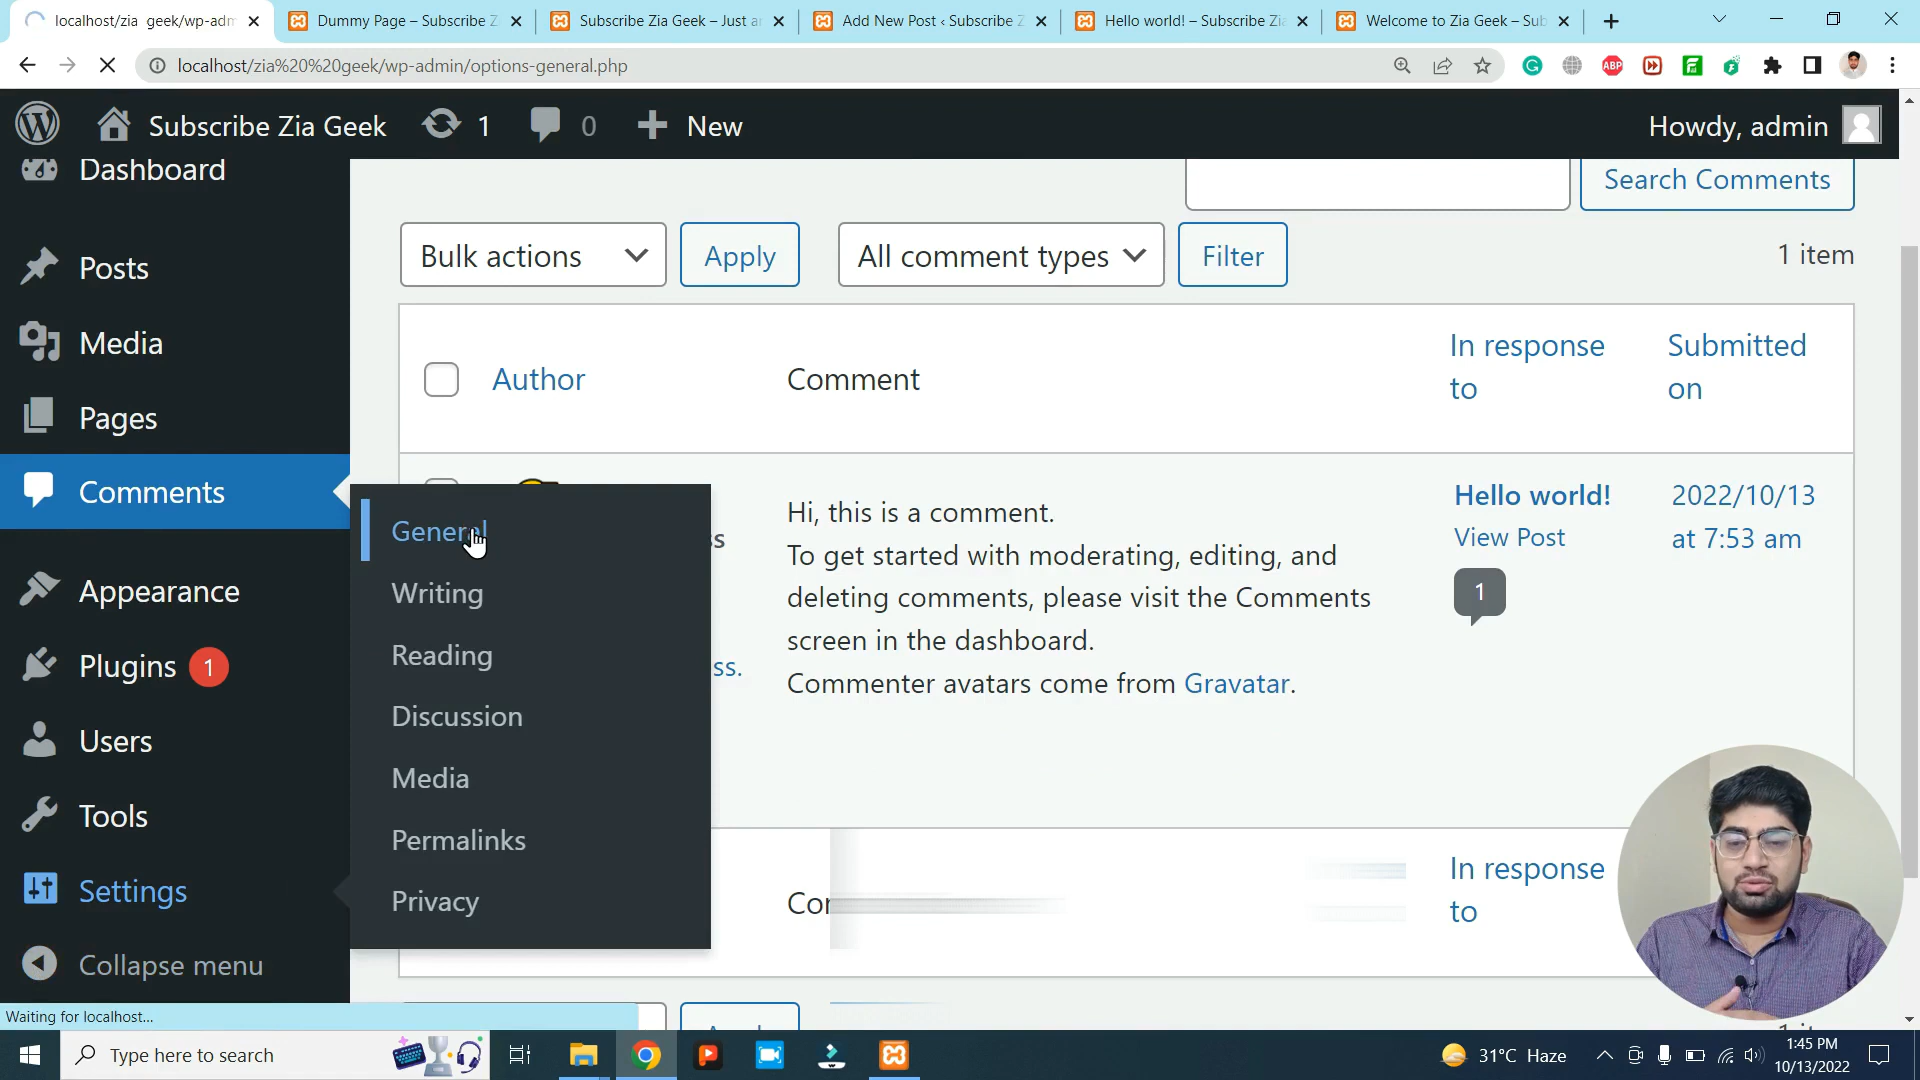 localhost/zia geek/wp-adm
Dummy Page – Subscribe Z
Subscribe Zia Geek – Just a
Add New Post ‹ Subscribe Z
Hello world! – Subscribe Zia
Welcome to Zia Geek – Sub
localhost/zia%20%20geek/wp-admin/options-general.php
ABP
Subscribe Zia Geek
1
0
New
Howdy, admin
Dashboard
Search Comments
Posts
Bulk actions
Apply
All comment types
Filter
1 item
Media
Author
Comment
In response
to
Submitted
on
Pages
Comments
Hi, this is a comment.
To get started with moderating, editing, and
deleting comments, please visit the Comments
screen in the dashboard.
Commenter avatars come from Gravatar.
Hello world!
View Post
1
2022/10/13
at 7:53 am
ss
ss.
General
Writing
Reading
Discussion
Media
Permalinks
Privacy
Appearance
Plugins 1
Users
Tools
Settings
Collapse menu
In response
to
Waiting for localhost...
Type here to search
31°C Haze
1:45 PM
10/13/2022